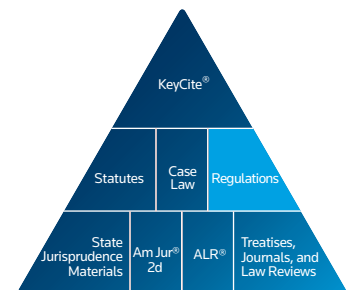 KeyCite®
Statutes
Case
Law
Regulations
State
Jurisprudence
Materials
Am Jur®
2d
ALR®
Treatises,
Journals, and
Law Reviews